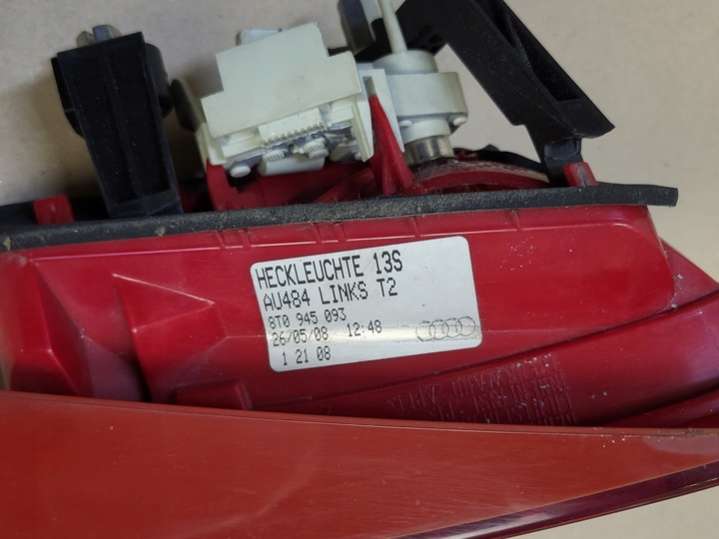 HECKLEUCHTE 13S
AU484 LINKS T2
8T0 945 093
26/05/08 12:48
1 21 08